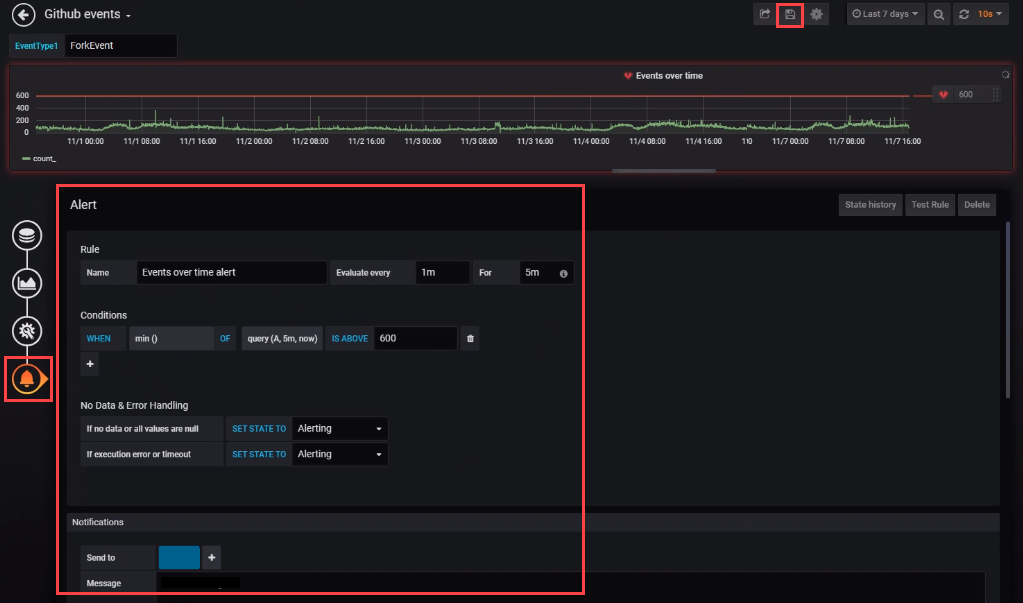 Github events
Last 7 days
10s
EventType1 ForkEvent
Events over time
600
400
200
0
600
11/1 00:00 11/1 08:00 11/1 16:00 11/2 00:00 11/2 08:00 11/2 16:00 11/3 00:00 11/3 08:00 11/3 16:00 11/4 00:00 11/4 08:00 11/4 16:00 11/7 00:00 11/7 08:00 11/7 16:00
count_
Alert
State history Test Rule Delete
Rule
Name Events over time alert Evaluate every 1m For 5m
Conditions
WHEN min () OF query (A, 5m, now) IS ABOVE 600
+
No Data & Error Handling
If no data or all values are null SET STATE TO Alerting
If execution error or timeout SET STATE TO Alerting
Notifications
Send to +
Message